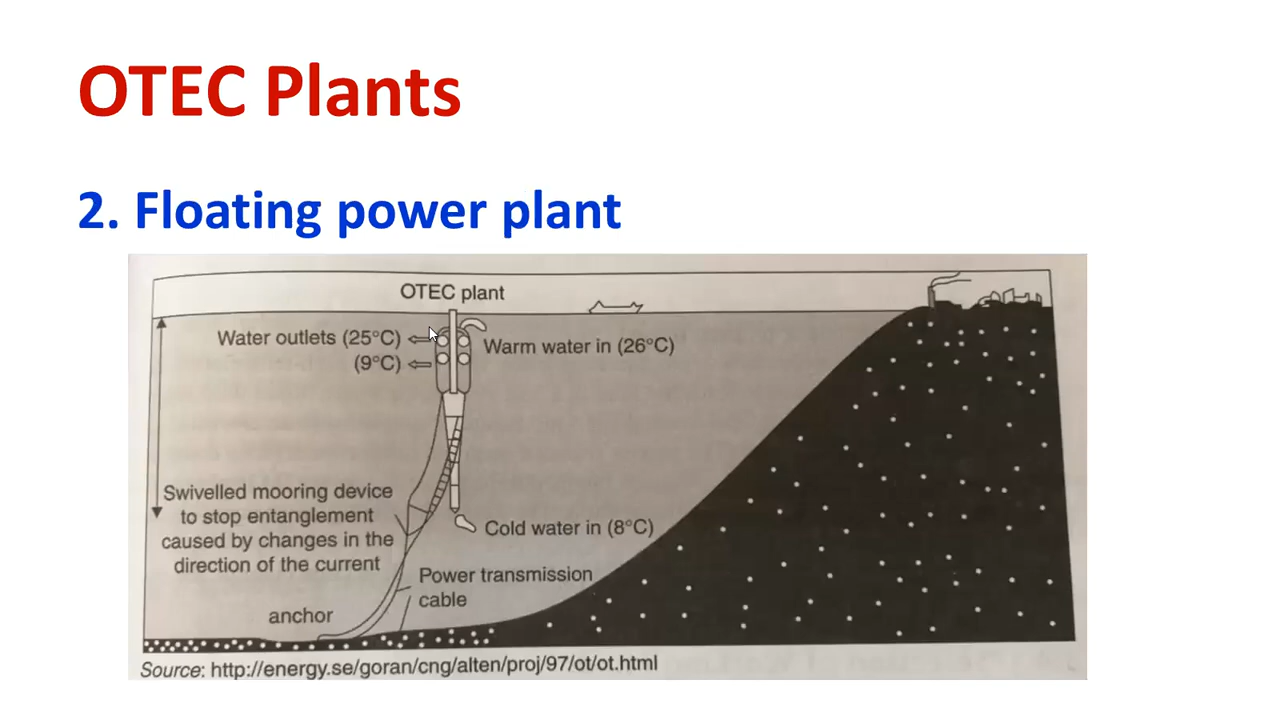 OTEC Plants
2. Floating power plant
OTEC plant
Water outlets (25°C)
(9°C)
Warm water in (26°C)
Swivelled mooring device
to stop entanglement
caused by changes in the
direction of the current
Cold water in (8°C)
Power transmission
cable
anchor
Source: http://energy.se/goran/cng/alten/proj/97/ot/ot.html